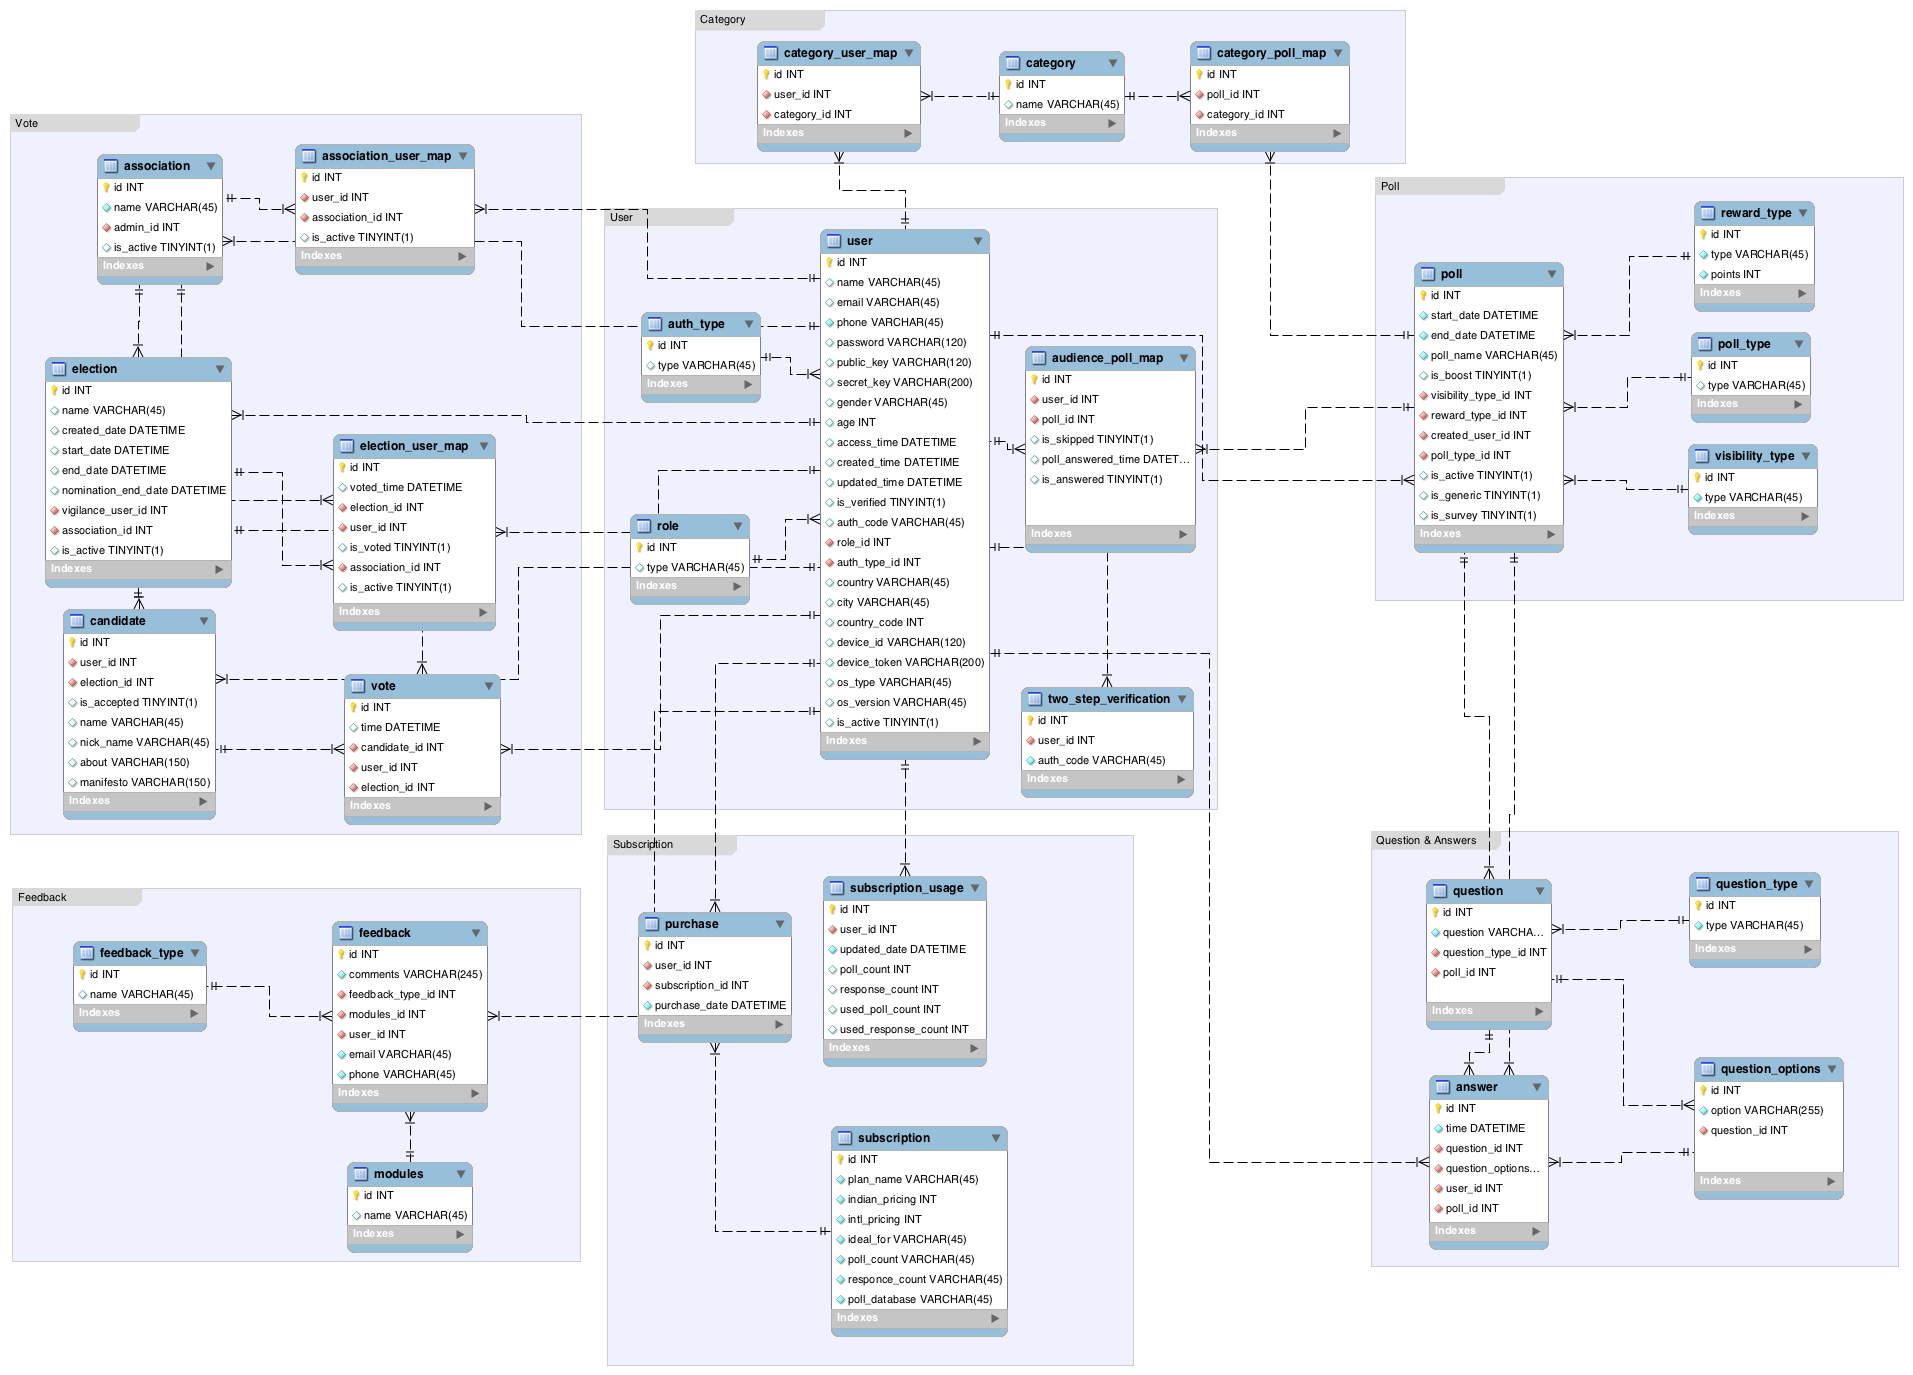 Category
category_user_map
id INT
user_id INT
category_id INT
Indexes
category
id INT
name VARCHAR(45)
Indexes
category_poll_map
id INT
poll_id INT
category_id INT
Indexes
Vote
association
id INT
name VARCHAR(45)
admin_id INT
is_active TINYINT(1)
Indexes
association_user_map
id INT
user_id INT
association_id INT
is_active TINYINT(1)
Indexes
election
id INT
name VARCHAR(45)
created_date DATETIME
start_date DATETIME
end_date DATETIME
nomination_end_date DATETIME
vigilance_user_id INT
association_id INT
is_active TINYINT(1)
Indexes
election_user_map
id INT
voted_time DATETIME
election_id INT
user_id INT
is_voted TINYINT(1)
association_id INT
is_active TINYINT(1)
Indexes
candidate
id INT
user_id INT
election_id INT
is_accepted TINYINT(1)
name VARCHAR(45)
nick_name VARCHAR(45)
about VARCHAR(150)
manifesto VARCHAR(150)
Indexes
vote
id INT
time DATETIME
candidate_id INT
user_id INT
election_id INT
Indexes
User
user
id INT
name VARCHAR(45)
email VARCHAR(45)
phone VARCHAR(45)
password VARCHAR(120)
public_key VARCHAR(120)
secret_key VARCHAR(200)
gender VARCHAR(45)
age INT
access_time DATETIME
created_time DATETIME
updated_time DATETIME
is_verified TINYINT(1)
auth_code VARCHAR(45)
role_id INT
auth_type_id INT
country VARCHAR(45)
city VARCHAR(45)
country_code INT
device_id VARCHAR(120)
device_token VARCHAR(200)
os_type VARCHAR(45)
os_version VARCHAR(45)
is_active TINYINT(1)
Indexes
auth_type
id INT
type VARCHAR(45)
Indexes
role
id INT
type VARCHAR(45)
Indexes
audience_poll_map
id INT
user_id INT
poll_id INT
is_skipped TINYINT(1)
poll_answered_time DATET...
is_answered TINYINT(1)
Indexes
two_step_verification
id INT
user_id INT
auth_code VARCHAR(45)
Indexes
Poll
poll
id INT
start_date DATETIME
end_date DATETIME
poll_name VARCHAR(45)
is_boost TINYINT(1)
visibility_type_id INT
reward_type_id INT
created_user_id INT
poll_type_id INT
is_active TINYINT(1)
is_generic TINYINT(1)
is_survey TINYINT(1)
Indexes
reward_type
id INT
type VARCHAR(45)
points INT
Indexes
poll_type
id INT
type VARCHAR(45)
Indexes
visibility_type
id INT
type VARCHAR(45)
Indexes
Feedback
feedback_type
id INT
name VARCHAR(45)
Indexes
feedback
id INT
comments VARCHAR(245)
feedback_type_id INT
modules_id INT
user_id INT
email VARCHAR(45)
phone VARCHAR(45)
Indexes
modules
id INT
name VARCHAR(45)
Indexes
Subscription
purchase
id INT
user_id INT
subscription_id INT
purchase_date DATETIME
Indexes
subscription_usage
id INT
user_id INT
updated_date DATETIME
poll_count INT
response_count INT
used_poll_count INT
used_response_count INT
Indexes
subscription
id INT
plan_name VARCHAR(45)
indian_pricing INT
intl_pricing INT
ideal_for VARCHAR(45)
poll_count VARCHAR(45)
responce_count VARCHAR(45)
poll_database VARCHAR(45)
Indexes
Question & Answers
question
id INT
question VARCHA...
question_type_id INT
poll_id INT
Indexes
question_type
id INT
type VARCHAR(45)
Indexes
answer
id INT
time DATETIME
question_id INT
question_options...
user_id INT
poll_id INT
Indexes
question_options
id INT
option VARCHAR(255)
question_id INT
Indexes